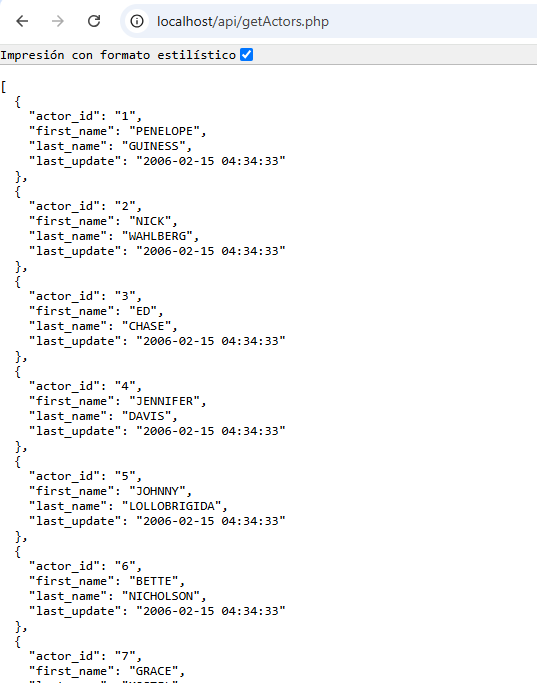 localhost/api/getActors.php
Impresión con formato estilístico
[
  {
    "actor_id": "1",
    "first_name": "PENELOPE",
    "last_name": "GUINESS",
    "last_update": "2006-02-15 04:34:33"
  },
  {
    "actor_id": "2",
    "first_name": "NICK",
    "last_name": "WAHLBERG",
    "last_update": "2006-02-15 04:34:33"
  },
  {
    "actor_id": "3",
    "first_name": "ED",
    "last_name": "CHASE",
    "last_update": "2006-02-15 04:34:33"
  },
  {
    "actor_id": "4",
    "first_name": "JENNIFER",
    "last_name": "DAVIS",
    "last_update": "2006-02-15 04:34:33"
  },
  {
    "actor_id": "5",
    "first_name": "JOHNNY",
    "last_name": "LOLLOBRIGIDA",
    "last_update": "2006-02-15 04:34:33"
  },
  {
    "actor_id": "6",
    "first_name": "BETTE",
    "last_name": "NICHOLSON",
    "last_update": "2006-02-15 04:34:33"
  },
  {
    "actor_id": "7",
    "first_name": "GRACE",